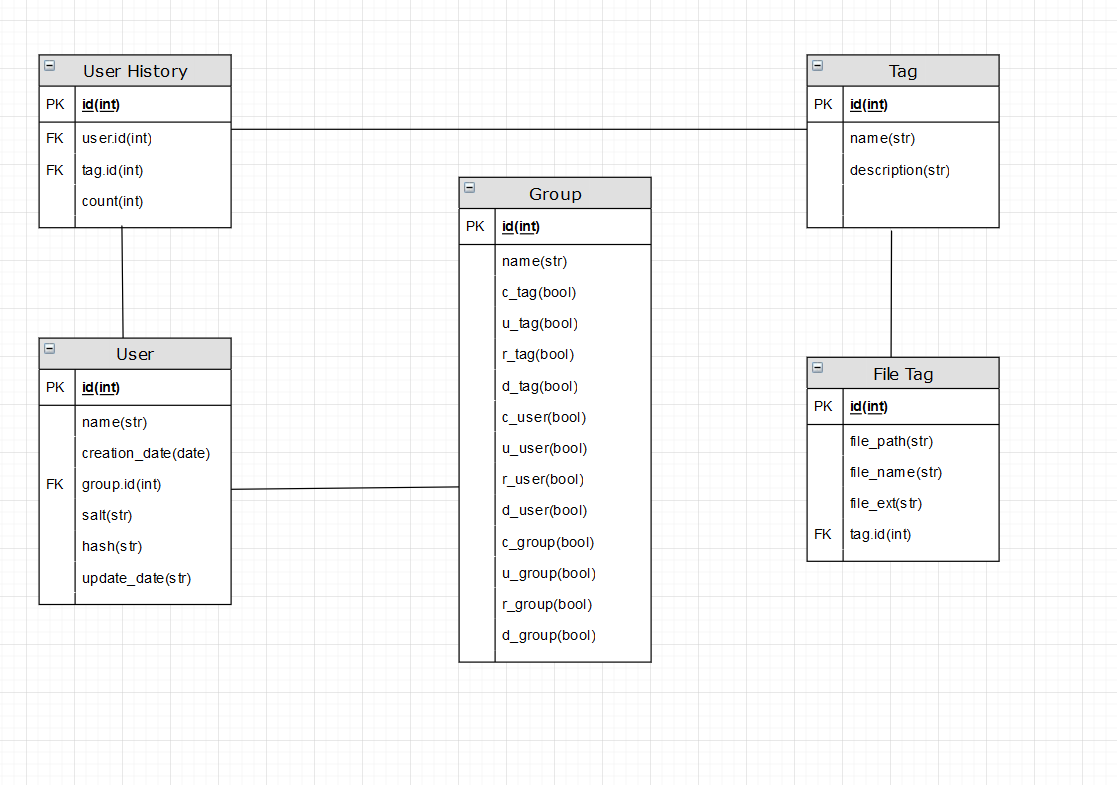 User History
PK id(int)
FK user.id(int)
FK tag.id(int)
count(int)
Tag
PK id(int)
name(str)
description(str)
Group
PK id(int)
name(str)
c_tag(bool)
u_tag(bool)
r_tag(bool)
d_tag(bool)
c_user(bool)
u_user(bool)
r_user(bool)
d_user(bool)
c_group(bool)
u_group(bool)
r_group(bool)
d_group(bool)
User
PK id(int)
name(str)
creation_date(date)
FK group.id(int)
salt(str)
hash(str)
update_date(str)
File Tag
PK id(int)
file_path(str)
file_name(str)
file_ext(str)
FK tag.id(int)